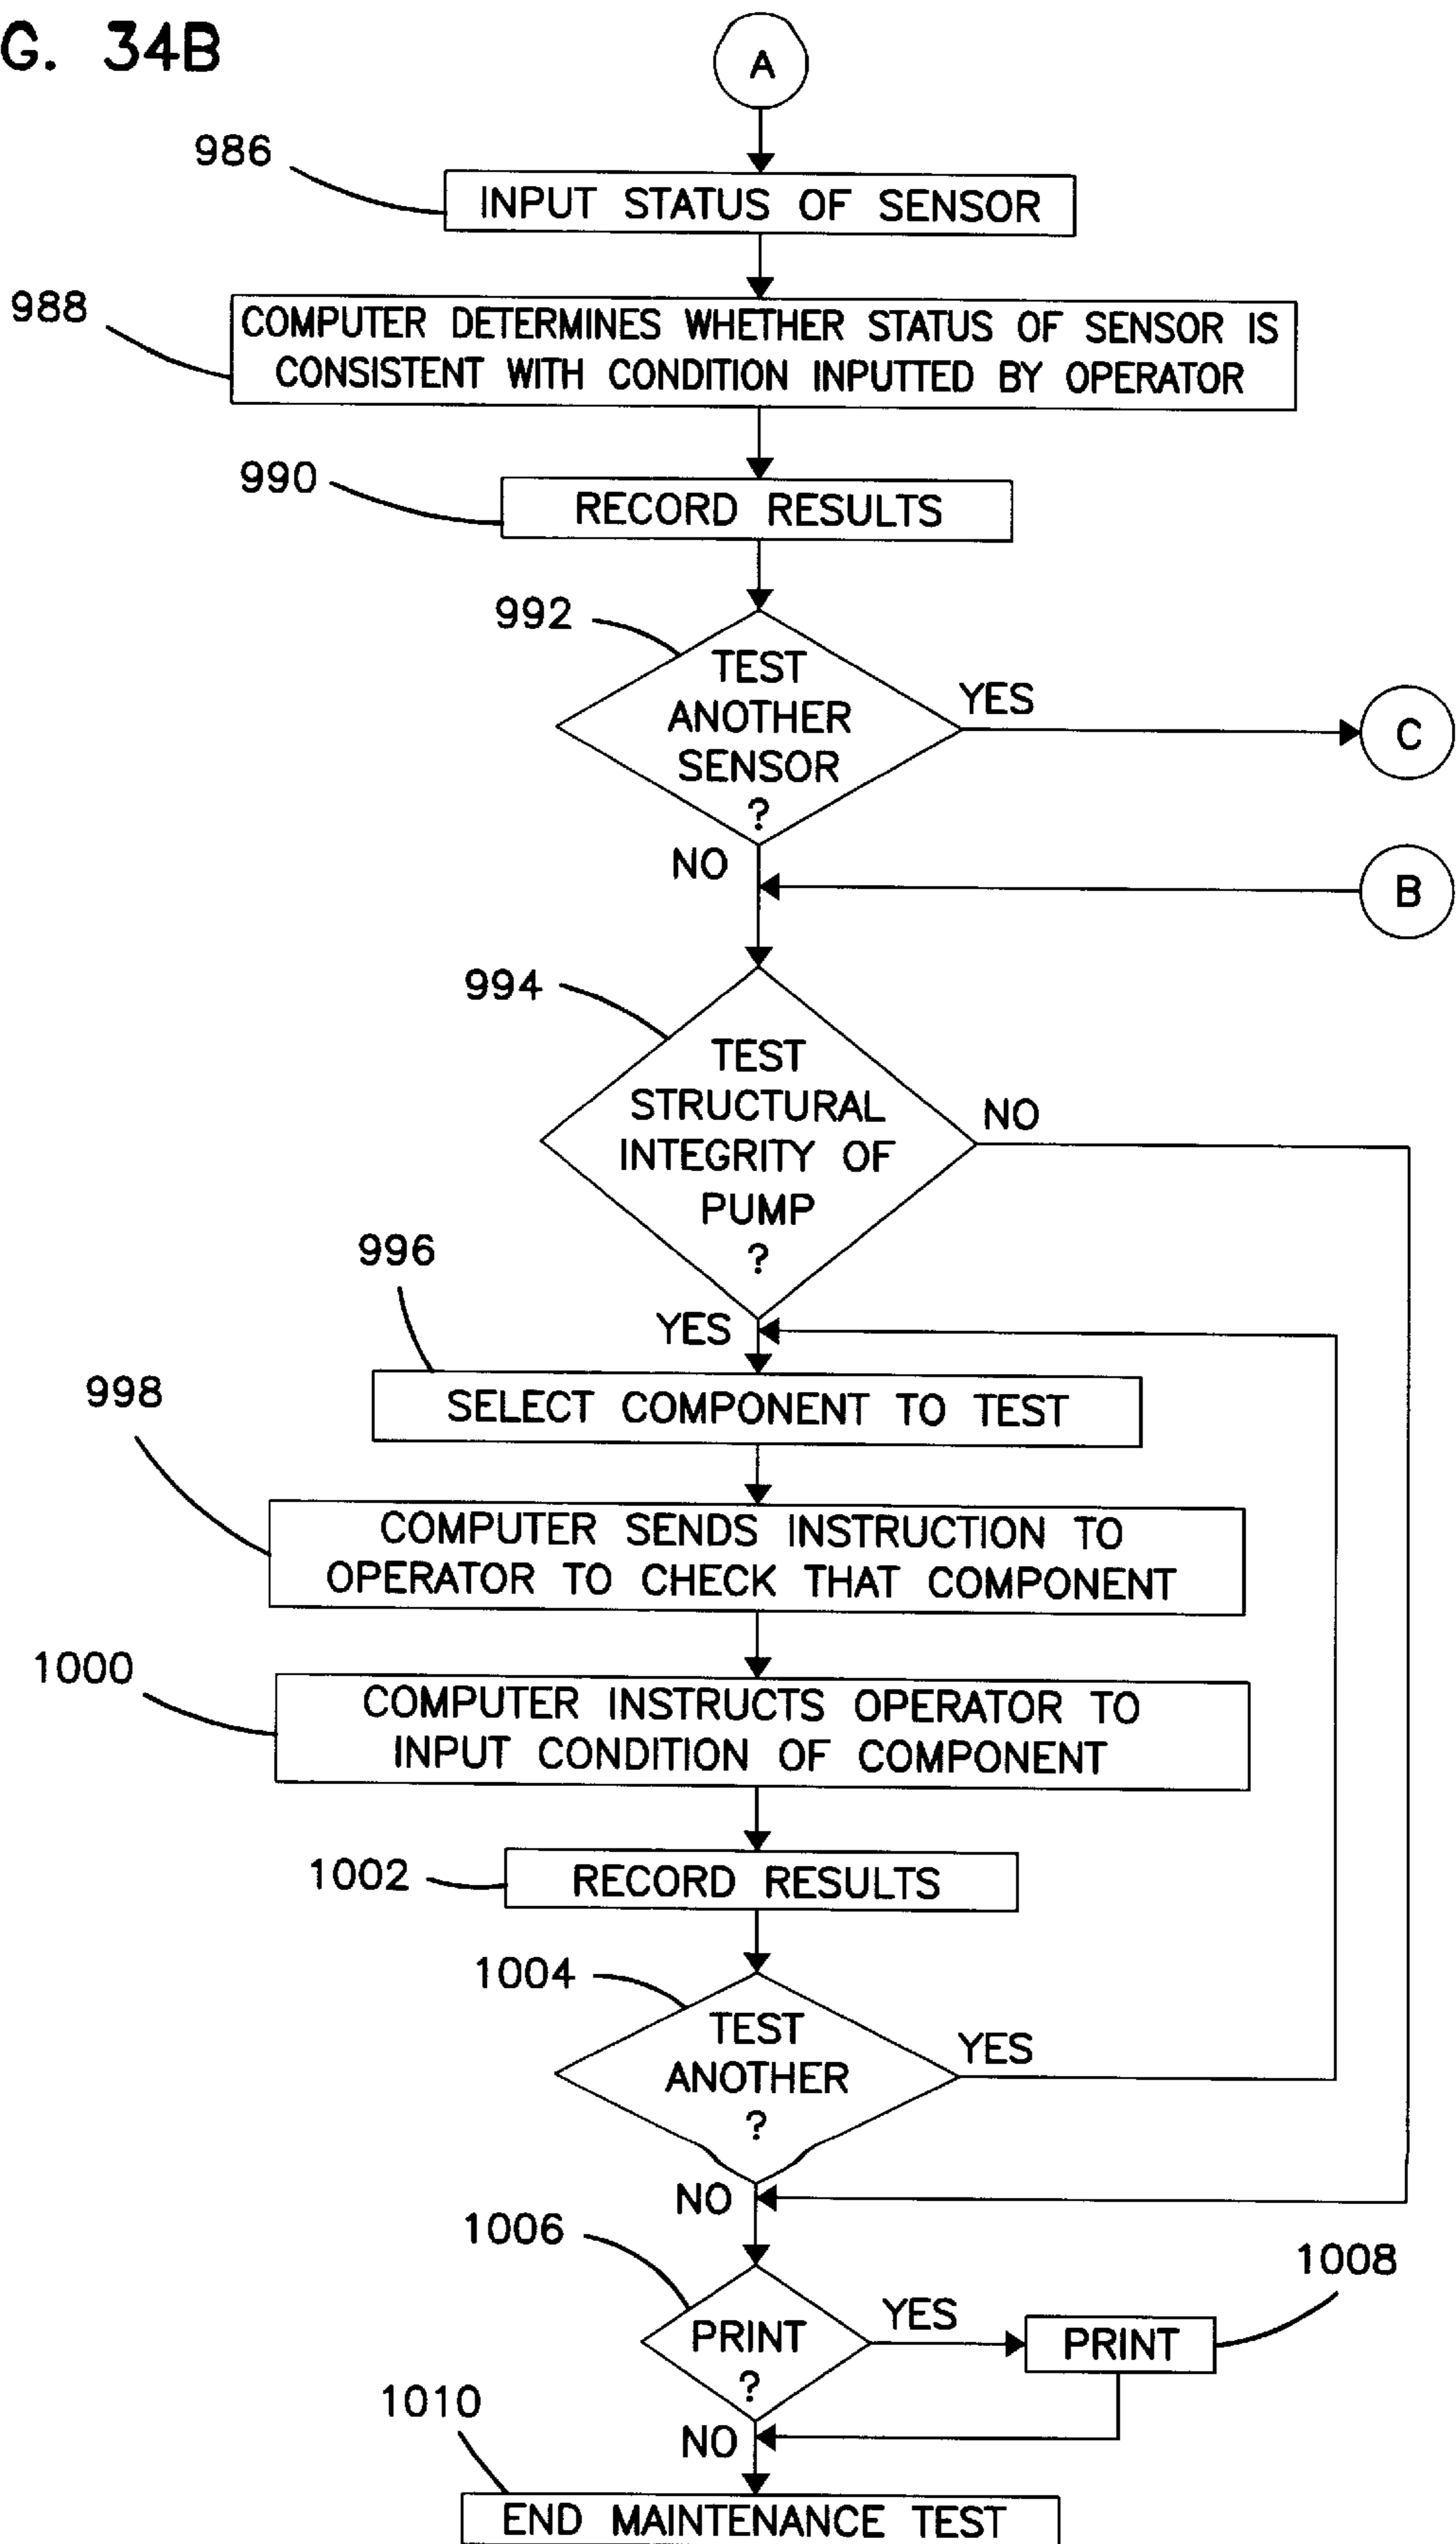 G. 34B
A
986
INPUT STATUS OF SENSOR
988
COMPUTER DETERMINES WHETHER STATUS OF SENSOR IS
CONSISTENT WITH CONDITION INPUTTED BY OPERATOR
990
RECORD RESULTS
992
TEST
ANOTHER
SENSOR
?
YES
C
NO
B
994
TEST
STRUCTURAL
INTEGRITY OF
PUMP
?
NO
996
YES
SELECT COMPONENT TO TEST
998
COMPUTER SENDS INSTRUCTION TO
OPERATOR TO CHECK THAT COMPONENT
1000
COMPUTER INSTRUCTS OPERATOR TO
INPUT CONDITION OF COMPONENT
1002
RECORD RESULTS
1004
TEST
ANOTHER
?
YES
NO
1006
PRINT
?
YES
1008
PRINT
1010
NO
END MAINTENANCE TEST